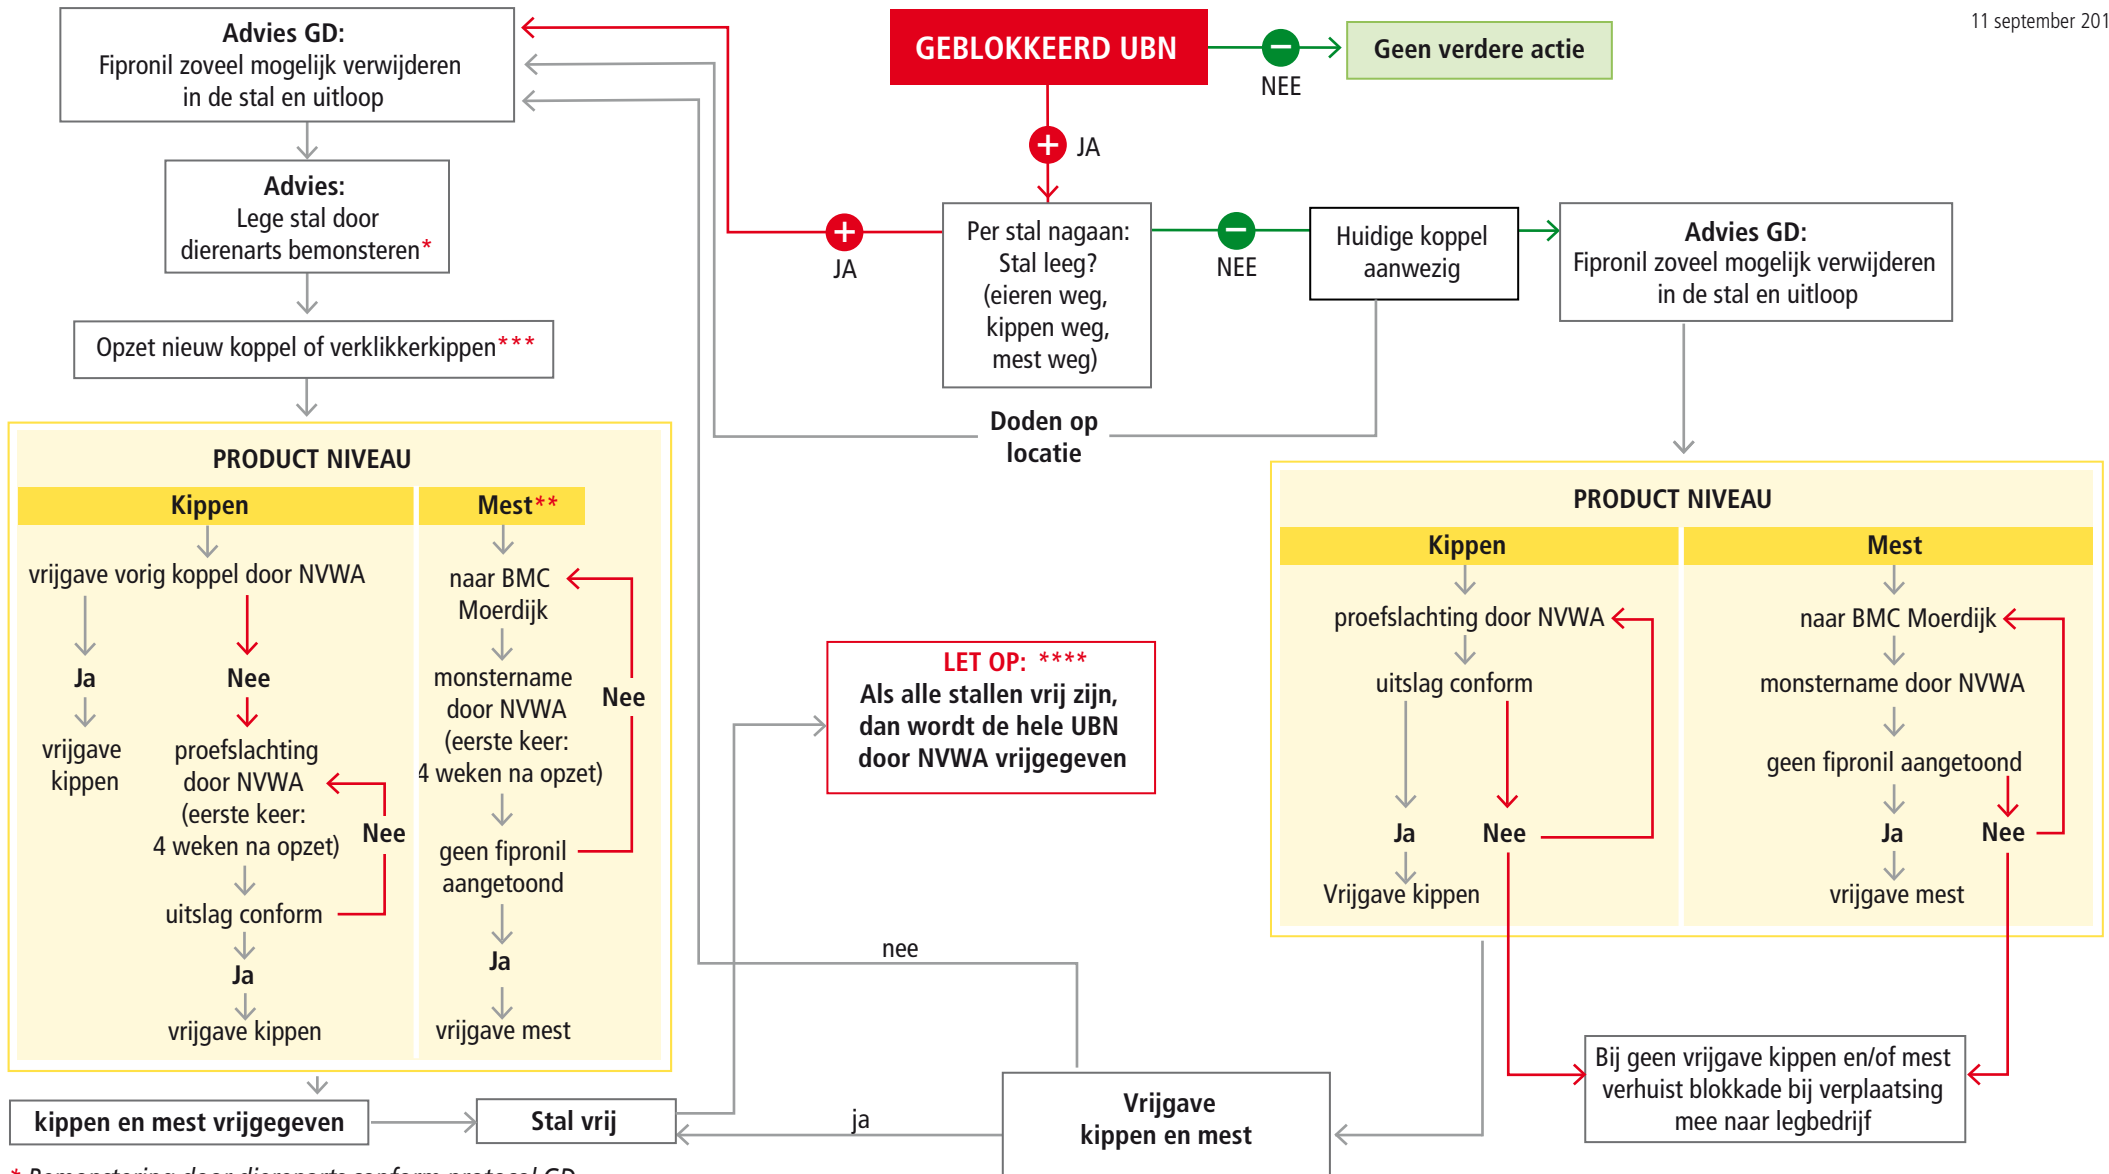 11 september 201
GEBLOKKEERD UBN
NEE
Geen verdere actie
JA
Per stal nagaan:
Stal leeg?
(eieren weg,
kippen weg,
mest weg)
JA
NEE
Huidige koppel
aanwezig
Advies GD:
Fipronil zoveel mogelijk verwijderen
in de stal en uitloop
Doden op
locatie
Advies GD:
Fipronil zoveel mogelijk verwijderen
in de stal en uitloop
Advies:
Lege stal door
dierenarts bemonsteren*
Opzet nieuw koppel of verklikkerkippen***
PRODUCT NIVEAU
Kippen
vrijgave vorig koppel door NVWA
Ja
Nee
vrijgave
kippen
proefslachting
door NVWA
(eerste keer:
4 weken na opzet)
Nee
uitslag conform
Ja
vrijgave kippen
Mest**
naar BMC
Moerdijk
monstername
door NVWA
(eerste keer:
4 weken na opzet)
Nee
geen fipronil
aangetoond
Ja
vrijgave mest
kippen en mest vrijgegeven
Stal vrij
LET OP: ****
Als alle stallen vrij zijn,
dan wordt de hele UBN
door NVWA vrijgegeven
PRODUCT NIVEAU
Kippen
proefslachting door NVWA
uitslag conform
Ja
Nee
Vrijgave kippen
Mest
naar BMC Moerdijk
monstername door NVWA
geen fipronil aangetoond
Ja
Nee
vrijgave mest
nee
ja
Vrijgave
kippen en mest
Bij geen vrijgave kippen en/of mest
verhuist blokkade bij verplaatsing
mee naar legbedrijf
* Bemonstering door dierenarts conform protocol GD